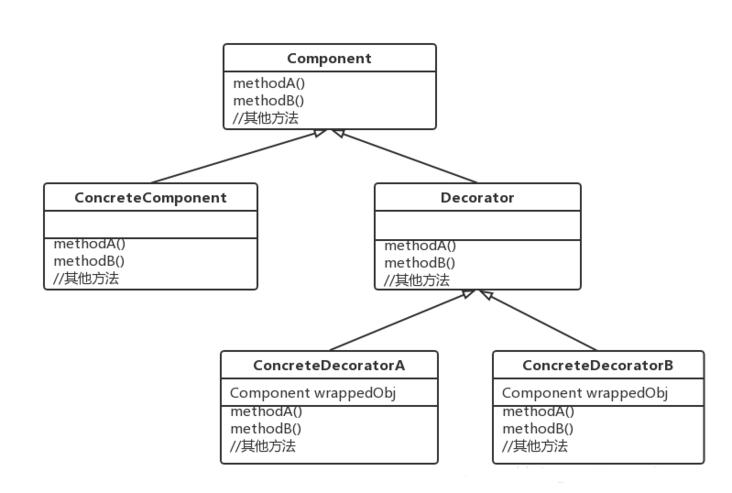 Component
methodA()
methodB()
//其他方法
ConcreteComponent
methodA()
methodB()
//其他方法
Decorator
methodA()
methodB()
//其他方法
ConcreteDecoratorA
Component wrappedObj
methodA()
methodB()
//其他方法
ConcreteDecoratorB
Component wrappedObj
methodA()
methodB()
//其他方法